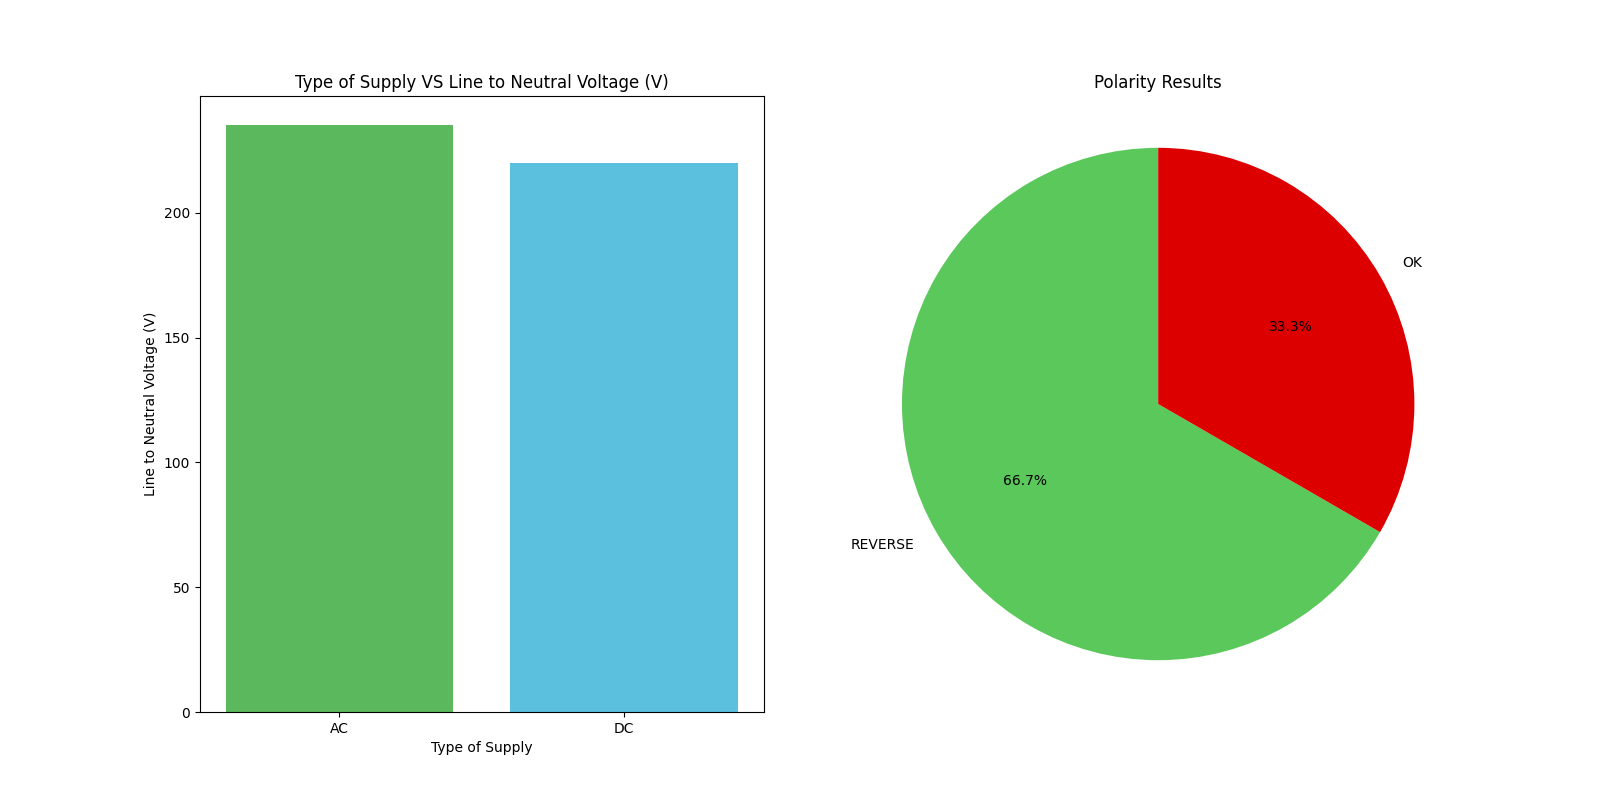 Type of Supply VS Line to Neutral Voltage (V)
Line to Neutral Voltage (V)
200
150
100
50
0
AC
DC
Type of Supply
Polarity Results
OK
33.3%
66.7%
REVERSE